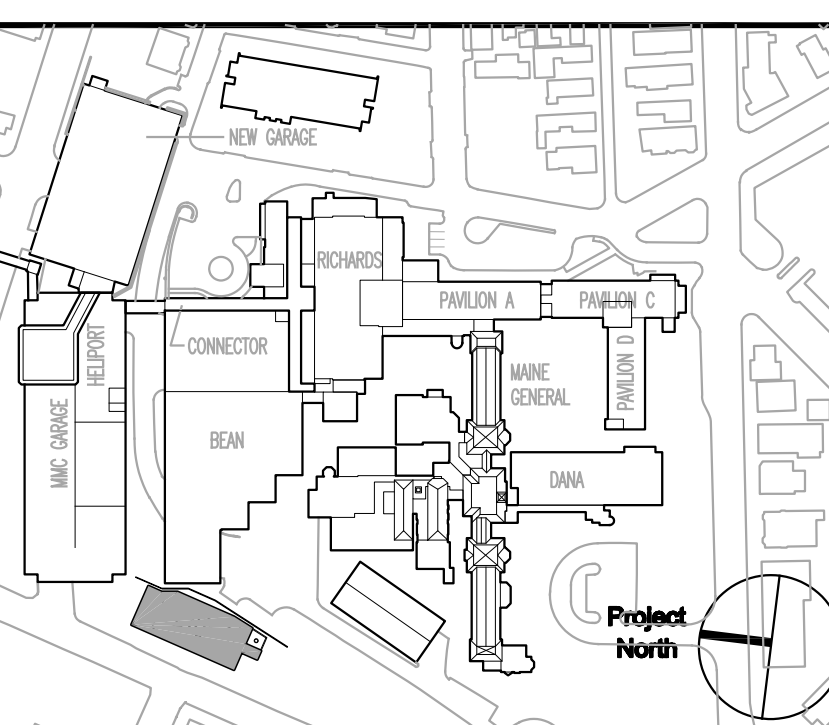 NEW GARAGE
RICHARDS
PAVILION A
PAVILION C
HELIPORT
CONNECTOR
PAVILION D
MAINE
GENERAL
MMC GARAGE
BEAN
DANA
Project
North